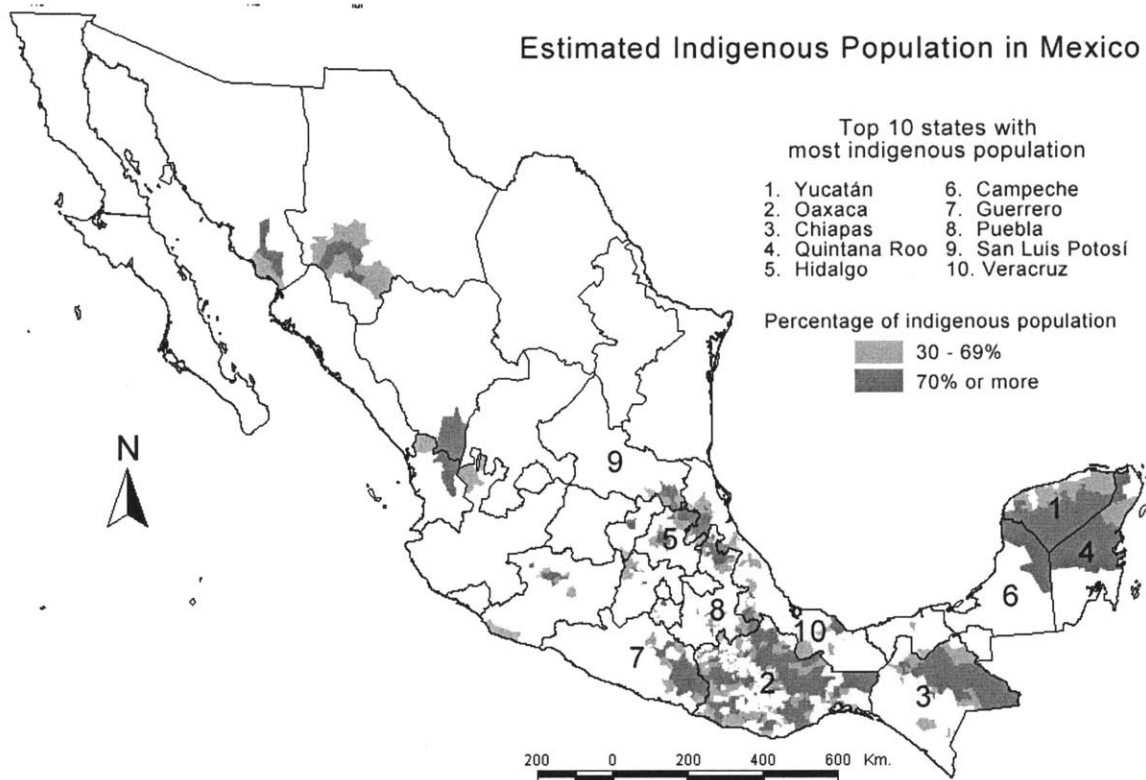 Estimated Indigenous Population in Mexico
Top 10 states with
most indigenous population
1. Yucatán 6. Campeche
2. Oaxaca 7. Guerrero
3. Chiapas 8. Puebla
4. Quintana Roo 9. San Luis Potosí
5. Hidalgo 10. Veracruz
Percentage of indigenous population
30 - 69%
70% or more
N
9
1
5
4
6
8
10
7
2
3
200 0 200 400 600 Km.